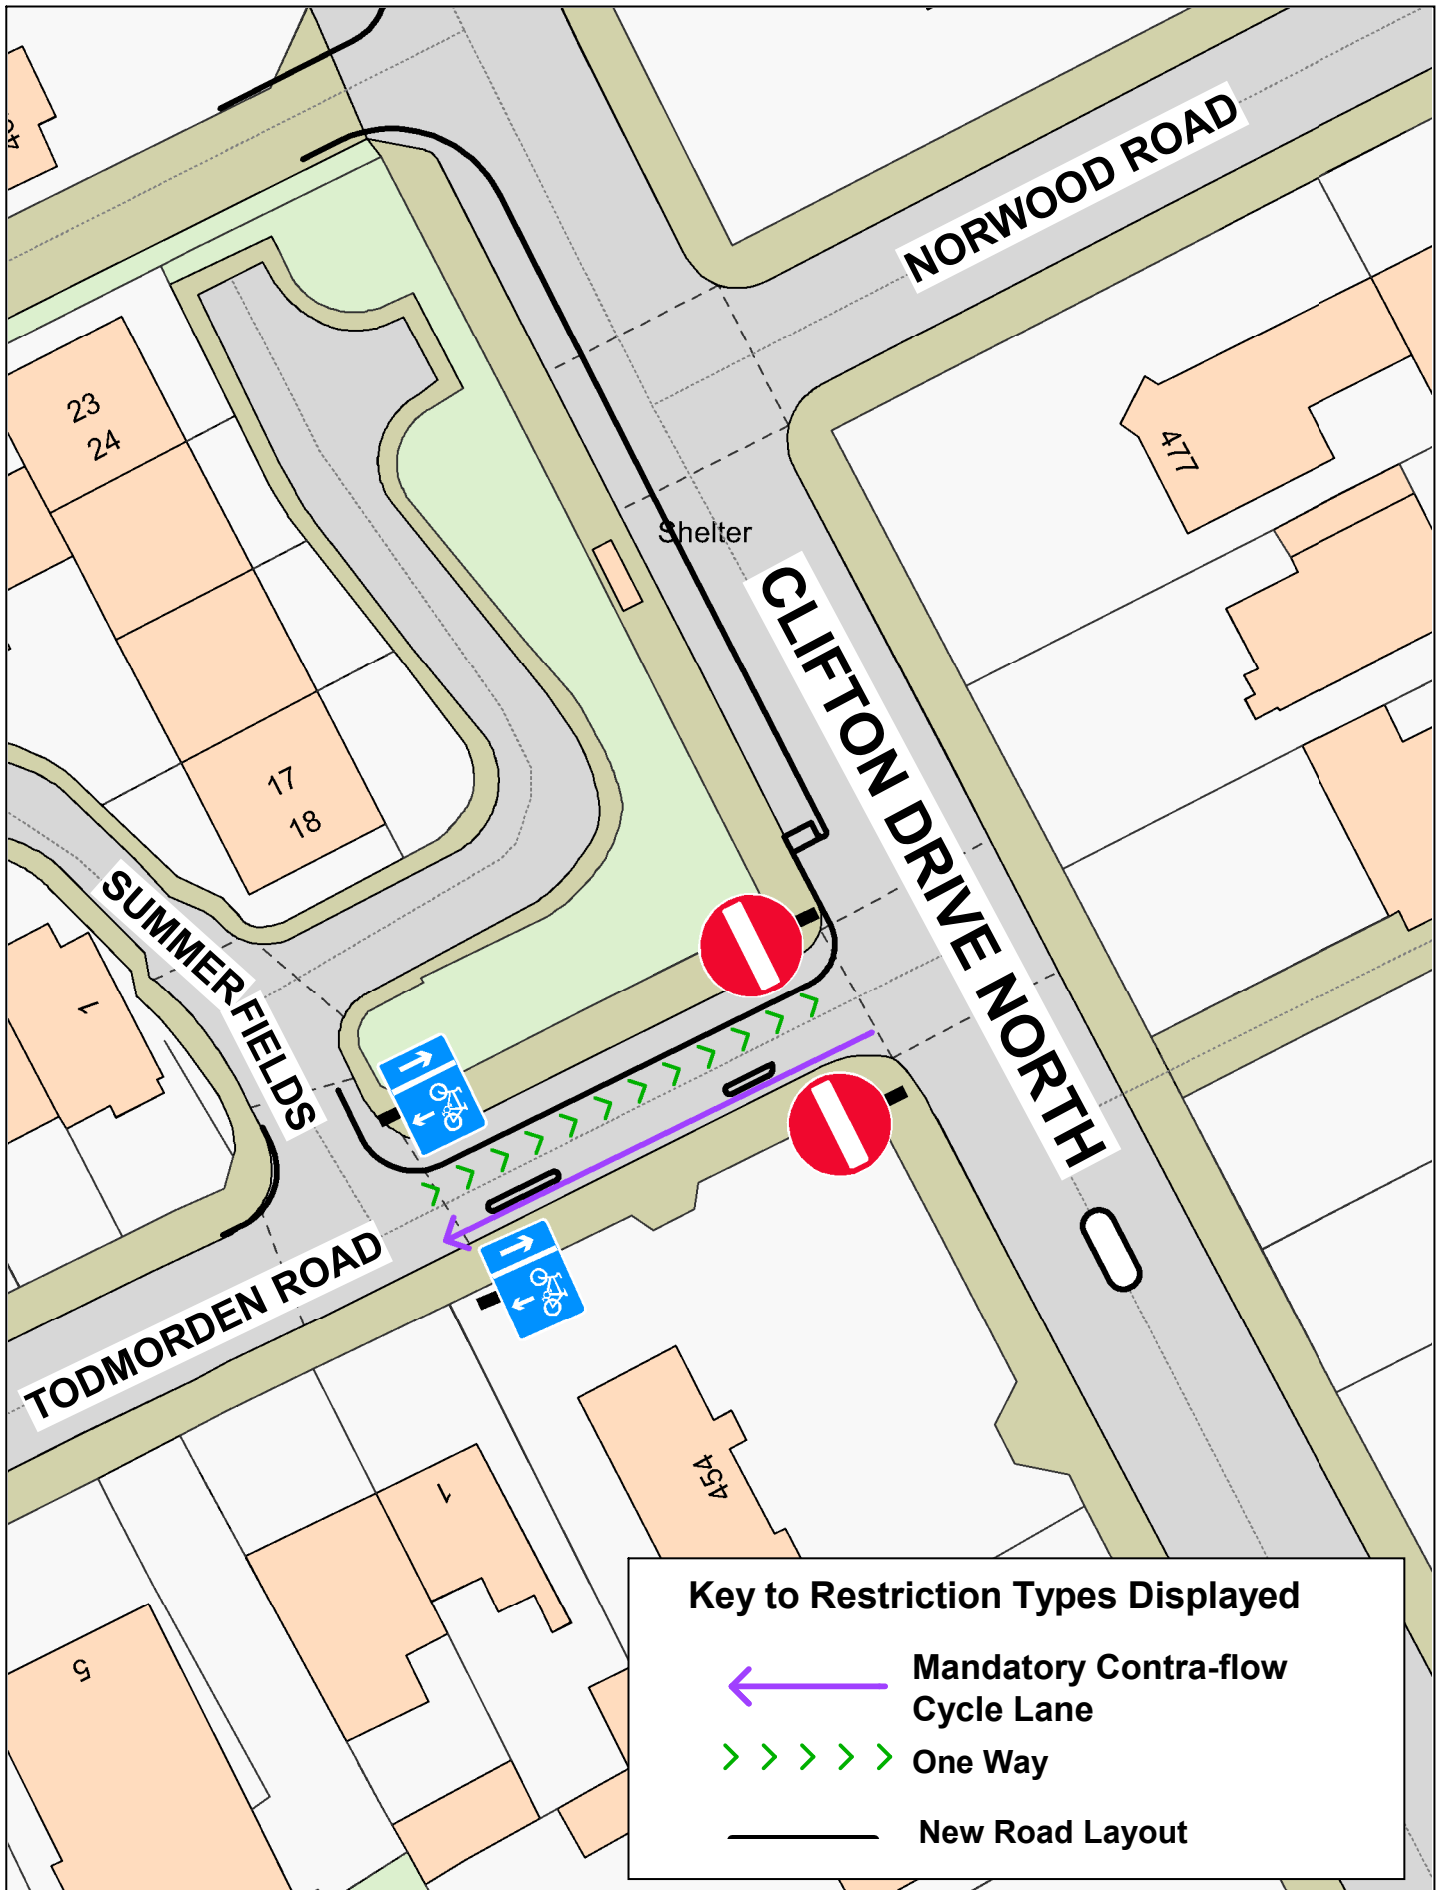 NORWOOD ROAD
23
24
477
Shelter
CLIFTON DRIVE NORTH
17
18
SUMMERFIELDS
1
TODMORDEN ROAD
454
1
5
Key to Restriction Types Displayed
Mandatory Contra-flow
Cycle Lane
One Way
New Road Layout